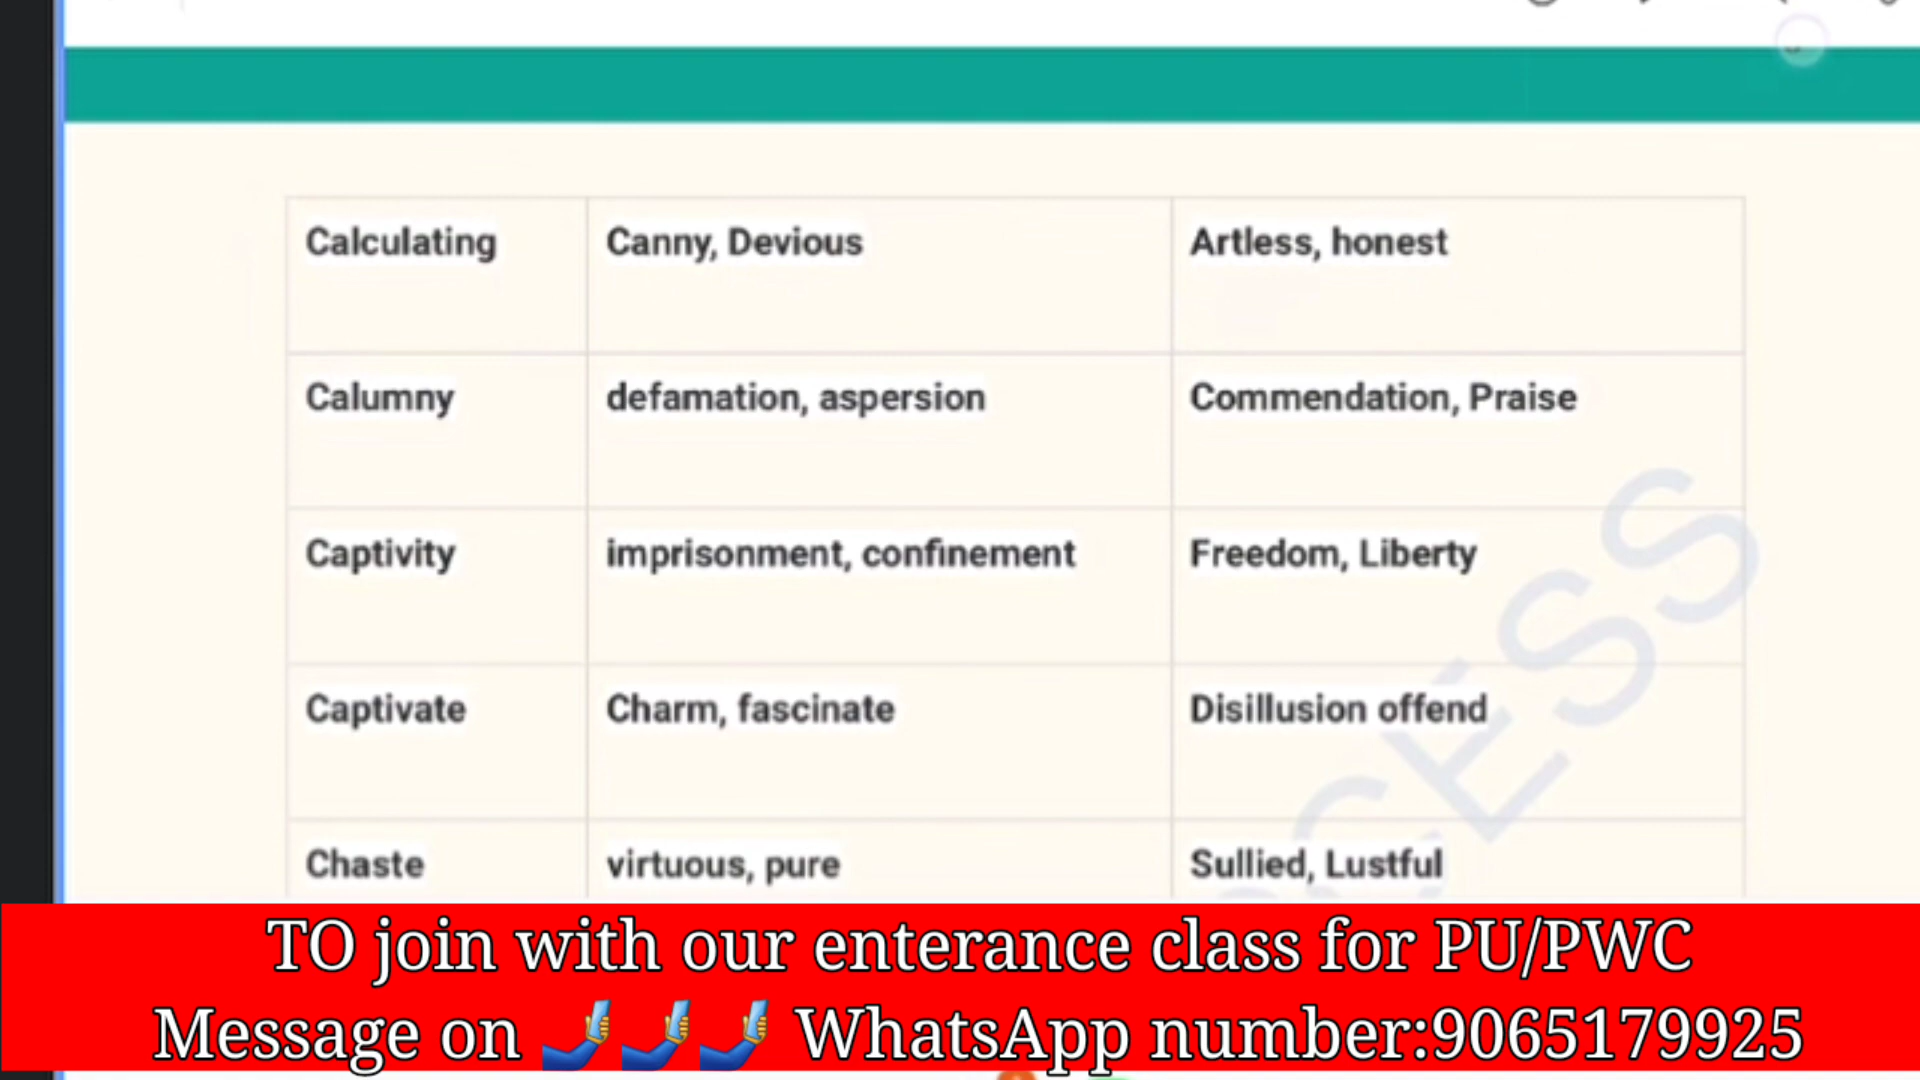 Calculating Canny, Devious Artless, honest
Calumny defamation, aspersion Commendation, Praise
Captivity imprisonment, confinement Freedom, Liberty
Captivate Charm, fascinate Disillusion offend
Chaste virtuous, pure Sullied, Lustful
CESS
TO join with our enterance class for PU/PWC
Message on 🤳🤳🤳 WhatsApp number:9065179925